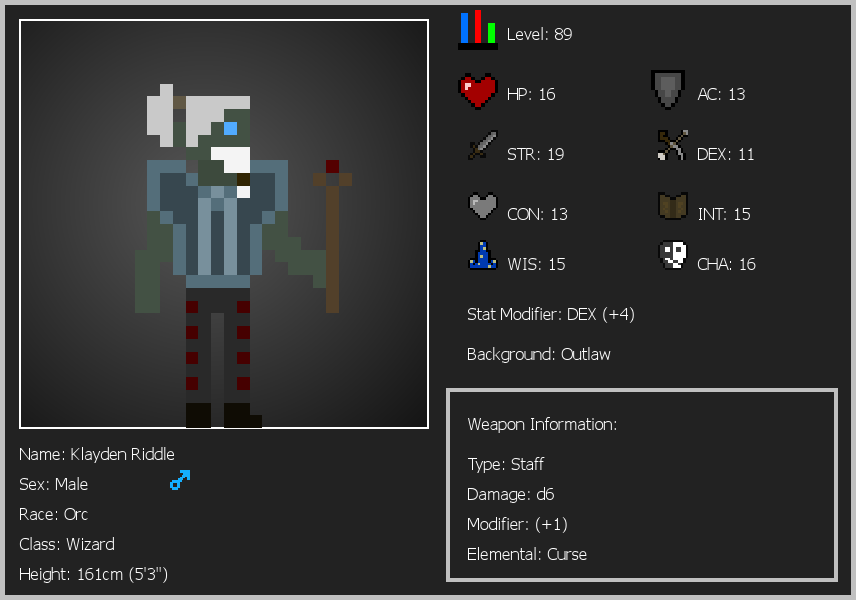 Level: 89
HP: 16
AC: 13
STR: 19
DEX: 11
CON: 13
INT: 15
WIS: 15
CHA: 16
Stat Modifier: DEX (+4)
Background: Outlaw
Weapon Information:
Type: Staff
Damage: d6
Modifier: (+1)
Elemental: Curse
Name: Klayden Riddle
Sex: Male
Race: Orc
Class: Wizard
Height: 161cm (5'3")